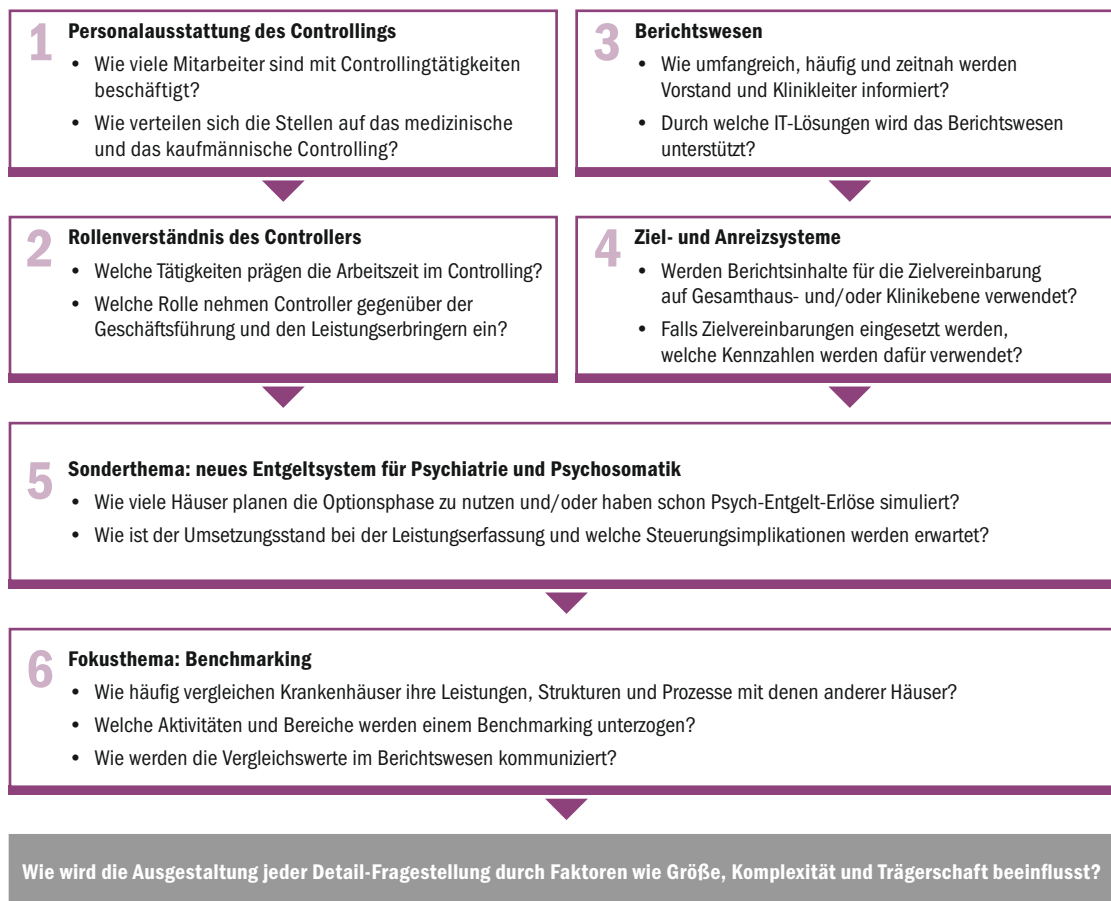 1
Personalausstattung des Controllings
• Wie viele Mitarbeiter sind mit Controllingtätigkeiten
beschäftigt?
• Wie verteilen sich die Stellen auf das medizinische
und das kaufmännische Controlling?
2
Rollenverständnis des Controllers
• Welche Tätigkeiten prägen die Arbeitszeit im Controlling?
• Welche Rolle nehmen Controller gegenüber der
Geschäftsführung und den Leistungserbringern ein?
3
Berichtswesen
• Wie umfangreich, häufig und zeitnah werden
Vorstand und Klinikleiter informiert?
• Durch welche IT-Lösungen wird das Berichtswesen
unterstützt?
4
Ziel- und Anreizsysteme
• Werden Berichtsinhalte für die Zielvereinbarung
auf Gesamthaus- und/oder Klinikebene verwendet?
• Falls Zielvereinbarungen eingesetzt werden,
welche Kennzahlen werden dafür verwendet?
5
Sonderthema: neues Entgeltsystem für Psychiatrie und Psychosomatik
• Wie viele Häuser planen die Optionsphase zu nutzen und/oder haben schon Psych-Entgelt-Erlöse simuliert?
• Wie ist der Umsetzungsstand bei der Leistungserfassung und welche Steuerungsimplikationen werden erwartet?
6
Fokusthema: Benchmarking
• Wie häufig vergleichen Krankenhäuser ihre Leistungen, Strukturen und Prozesse mit denen anderer Häuser?
• Welche Aktivitäten und Bereiche werden einem Benchmarking unterzogen?
• Wie werden die Vergleichswerte im Berichtswesen kommuniziert?
Wie wird die Ausgestaltung jeder Detail-Fragestellung durch Faktoren wie Größe, Komplexität und Trägerschaft beeinflusst?